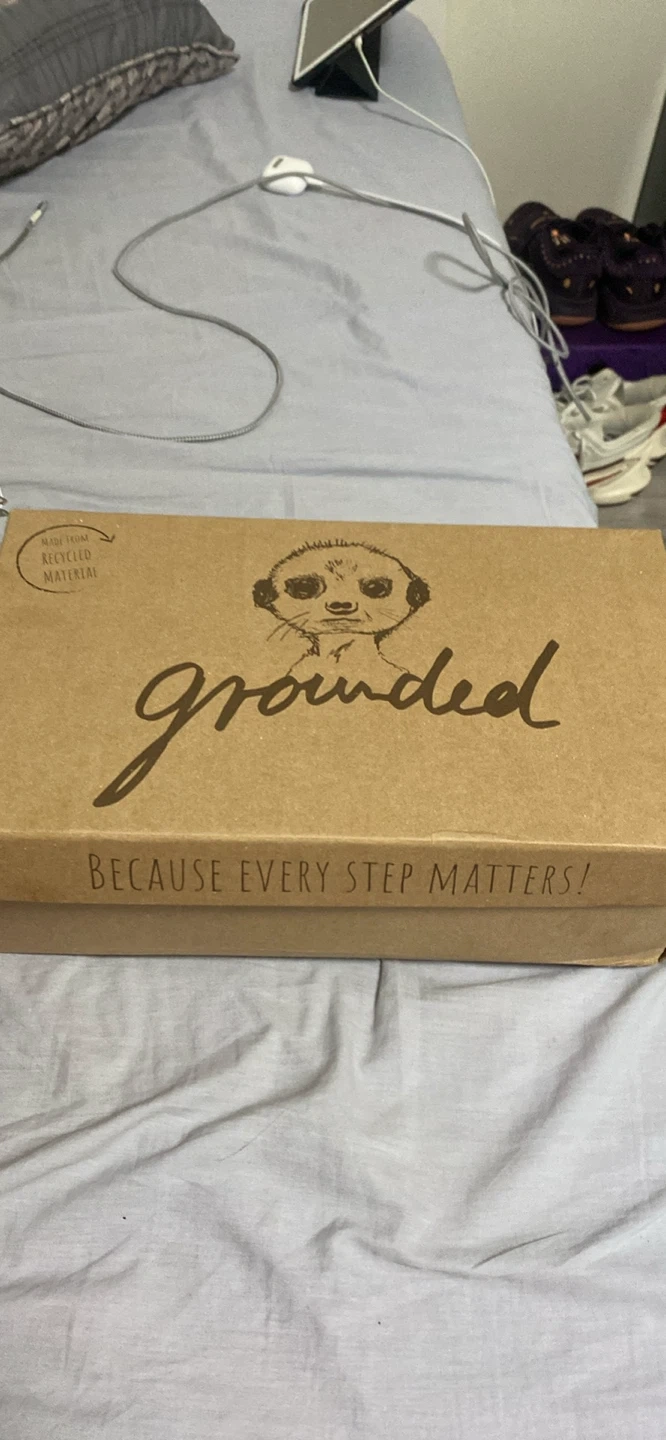 MADE FROM
RECYCLED
MATERIAL
grounded
BECAUSE EVERY STEP MATTERS!